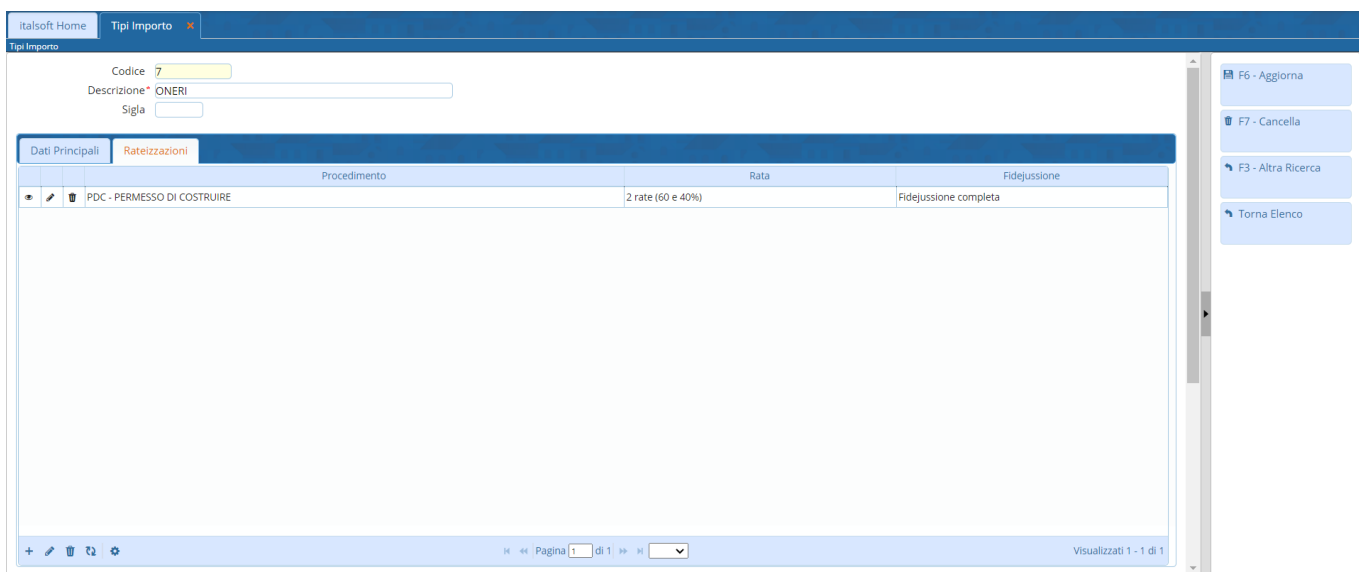 italsoft Home Tipi Importo ×
Tipi Importo
Codice 7
Descrizione* ONERI
Sigla
Dati Principali Rateizzazioni
Procedimento Rata Fidejussione
PDC - PERMESSO DI COSTRUIRE 2 rate (60 e 40%) Fidejussione completa
Pagina 1 di 1 Visualizzati 1 - 1 di 1
F6 - Aggiorna
F7 - Cancella
F3 - Altra Ricerca
Torna Elenco